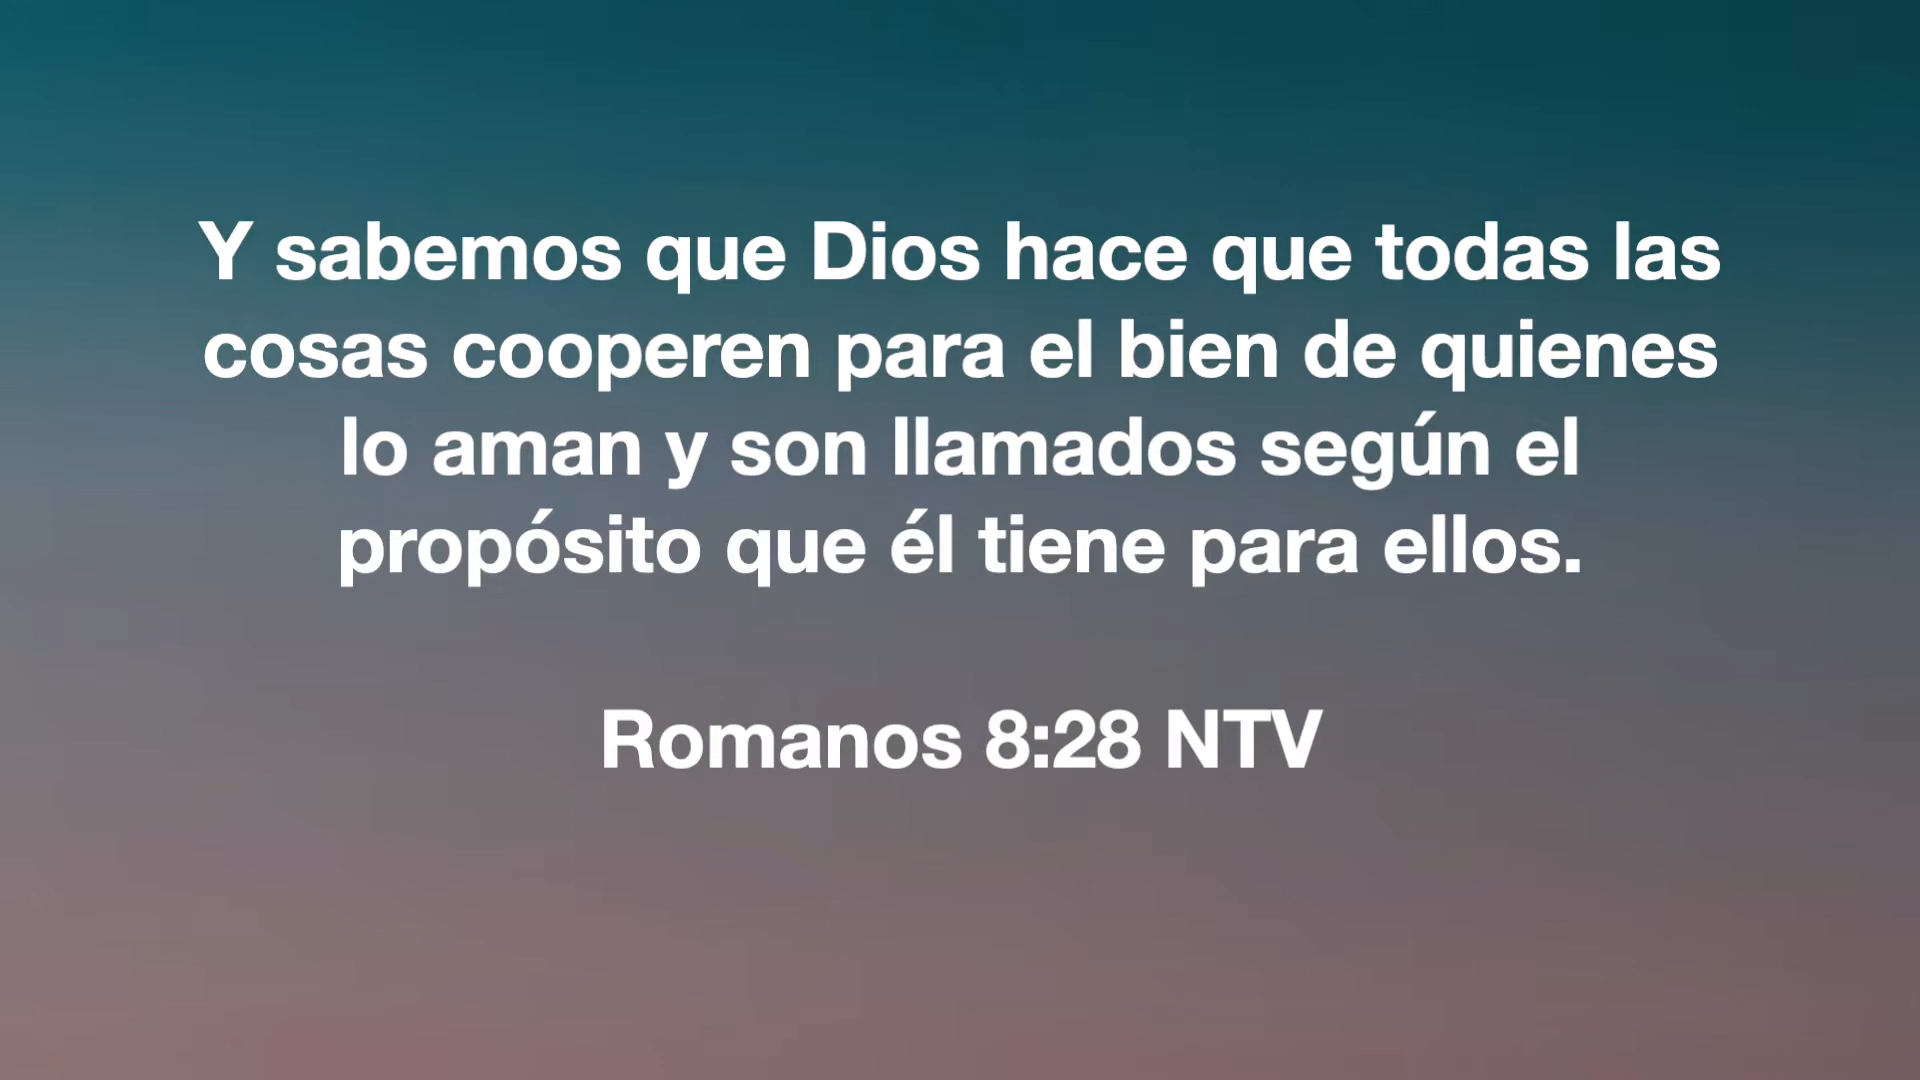 Y sabemos que Dios hace que todas las
cosas cooperen para el bien de quienes
lo aman y son llamados según el
propósito que él tiene para ellos.
Romanos 8:28 NTV